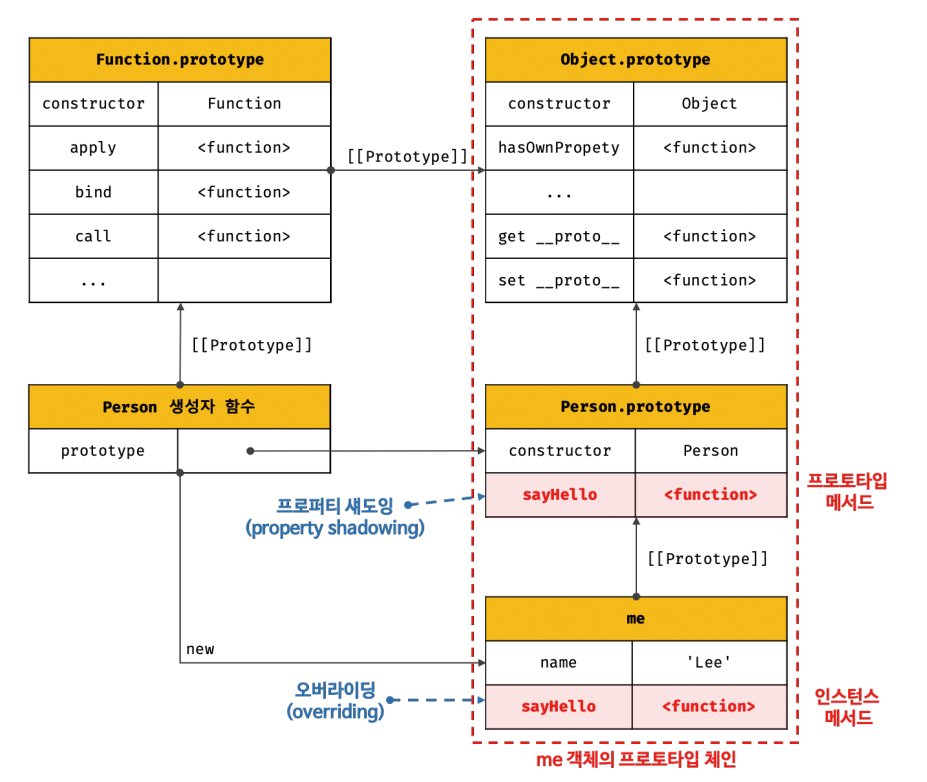 Function.prototype
constructor Function
apply <function>
bind <function>
call <function>
...
[[Prototype]]
Object.prototype
constructor Object
hasOwnPropety <function>
...
get __proto__ <function>
set __proto__ <function>
[[Prototype]]
[[Prototype]]
Person 생성자 함수
prototype
Person.prototype
constructor Person
sayHello <function>
프로토타입
메서드
프로퍼티 섀도잉
(property shadowing)
[[Prototype]]
new
me
name 'Lee'
sayHello <function>
오버라이딩
(overriding)
인스턴스
메서드
me 객체의 프로토타입 체인